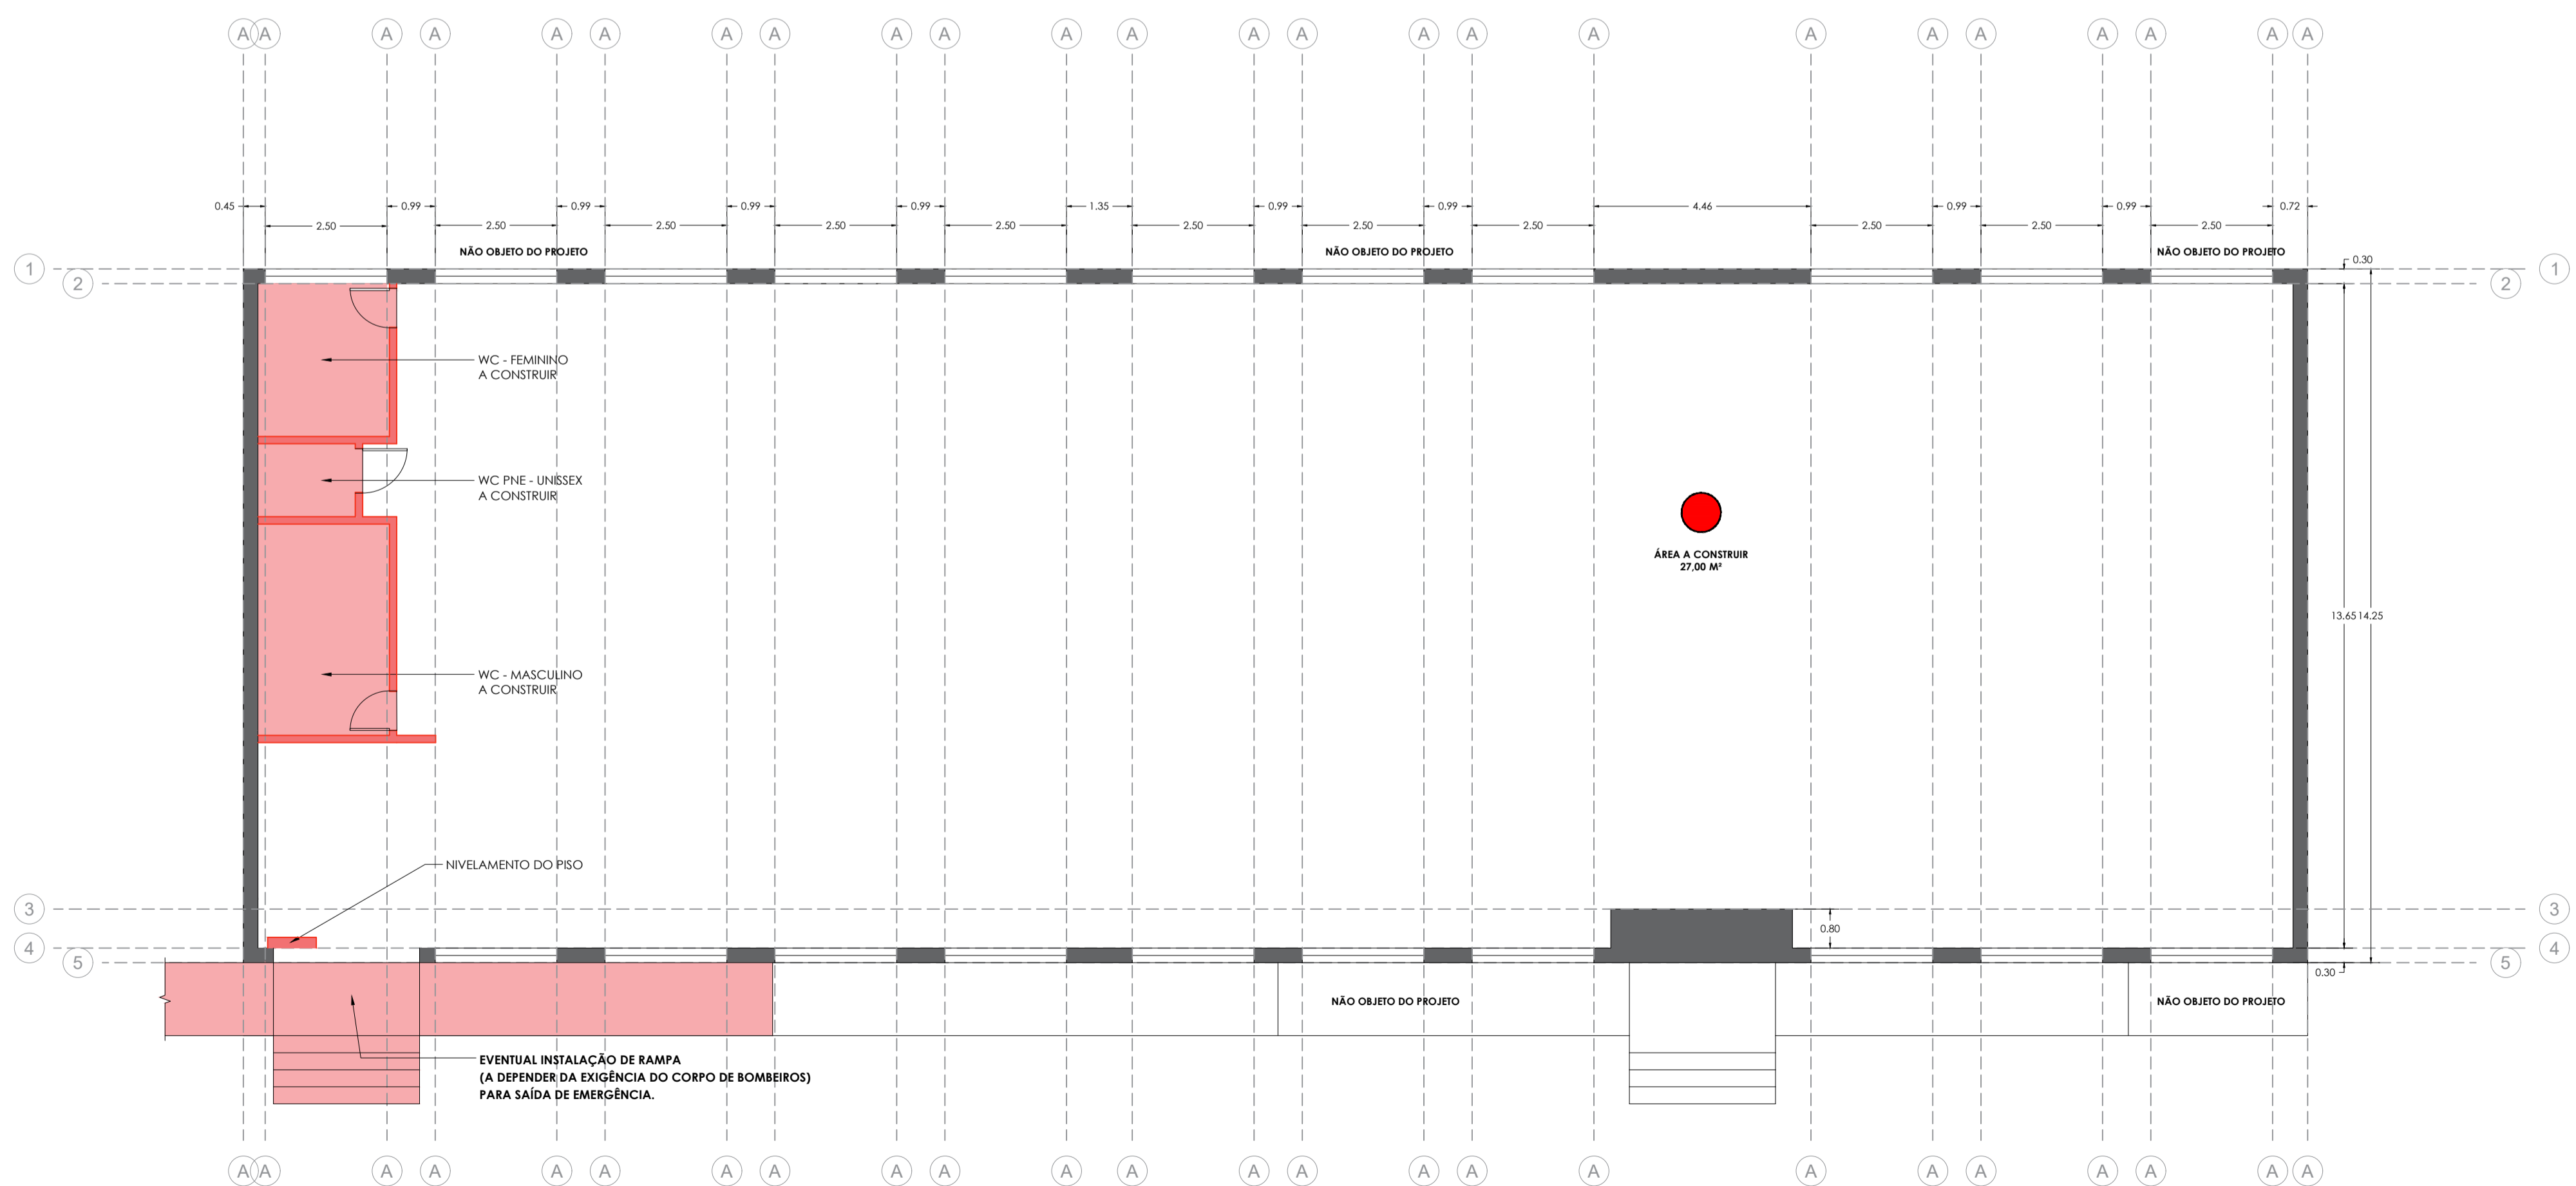 A A A A A A A A A A A A A A A A A A A A A A A A
0.45 0.99 0.99 0.99 0.99 1.35 0.99 0.99 4.46 0.99 0.99 0.72
2.50 2.50 2.50 2.50 2.50 2.50 2.50 2.50 2.50 2.50 2.50
NÃO OBJETO DO PROJETO NÃO OBJETO DO PROJETO NÃO OBJETO DO PROJETO
0.30
1 1
2 2
WC - FEMININO
A CONSTRUIR
WC PNE - UNISSEX
A CONSTRUIR
ÁREA A CONSTRUIR
27,00 M²
13.65 14.25
WC - MASCULINO
A CONSTRUIR
NIVELAMENTO DO PISO
3 3
0.80
4 4
5 5
0.30
NÃO OBJETO DO PROJETO NÃO OBJETO DO PROJETO
EVENTUAL INSTALAÇÃO DE RAMPA
(A DEPENDER DA EXIGÊNCIA DO CORPO DE BOMBEIROS)
PARA SAÍDA DE EMERGÊNCIA.
A A A A A A A A A A A A A A A A A A A A A A A A